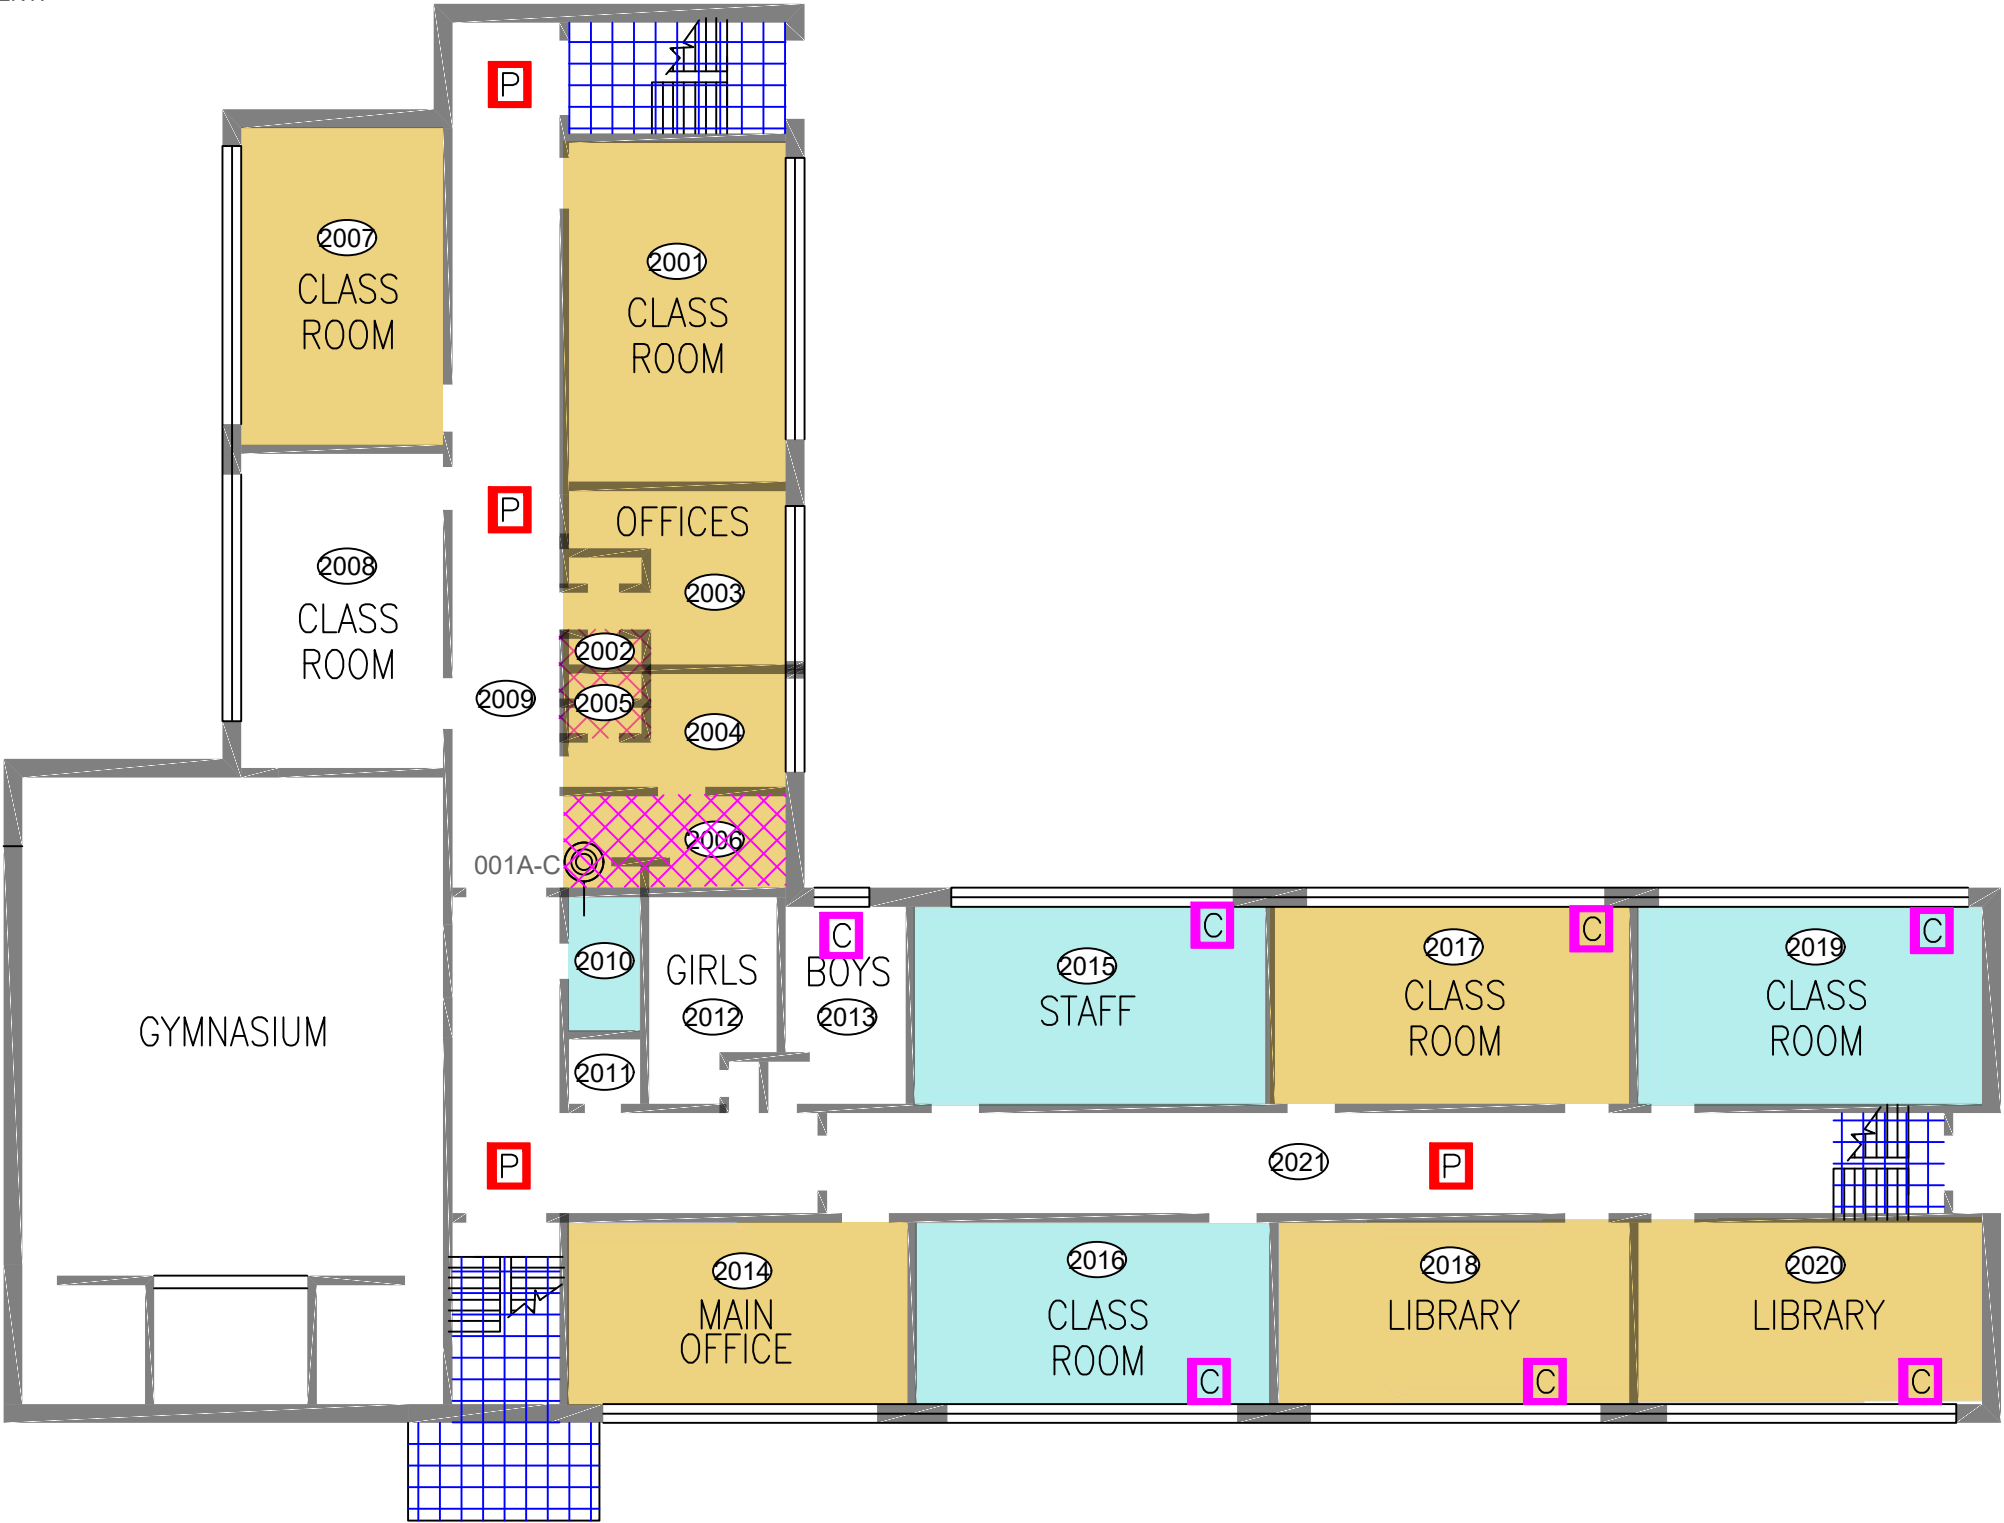 P
2007
CLASS
ROOM
2001
CLASS
ROOM
P
OFFICES
2008
CLASS
ROOM
2003
2002
2009
2005
2004
2006
001A-C
GYMNASIUM
2010
GIRLS
2012
C
BOYS
2013
2011
2015
STAFF
C
2017
CLASS
ROOM
C
2019
CLASS
ROOM
C
P
2021
P
2014
MAIN
OFFICE
2016
CLASS
ROOM
C
2018
LIBRARY
C
2020
LIBRARY
C